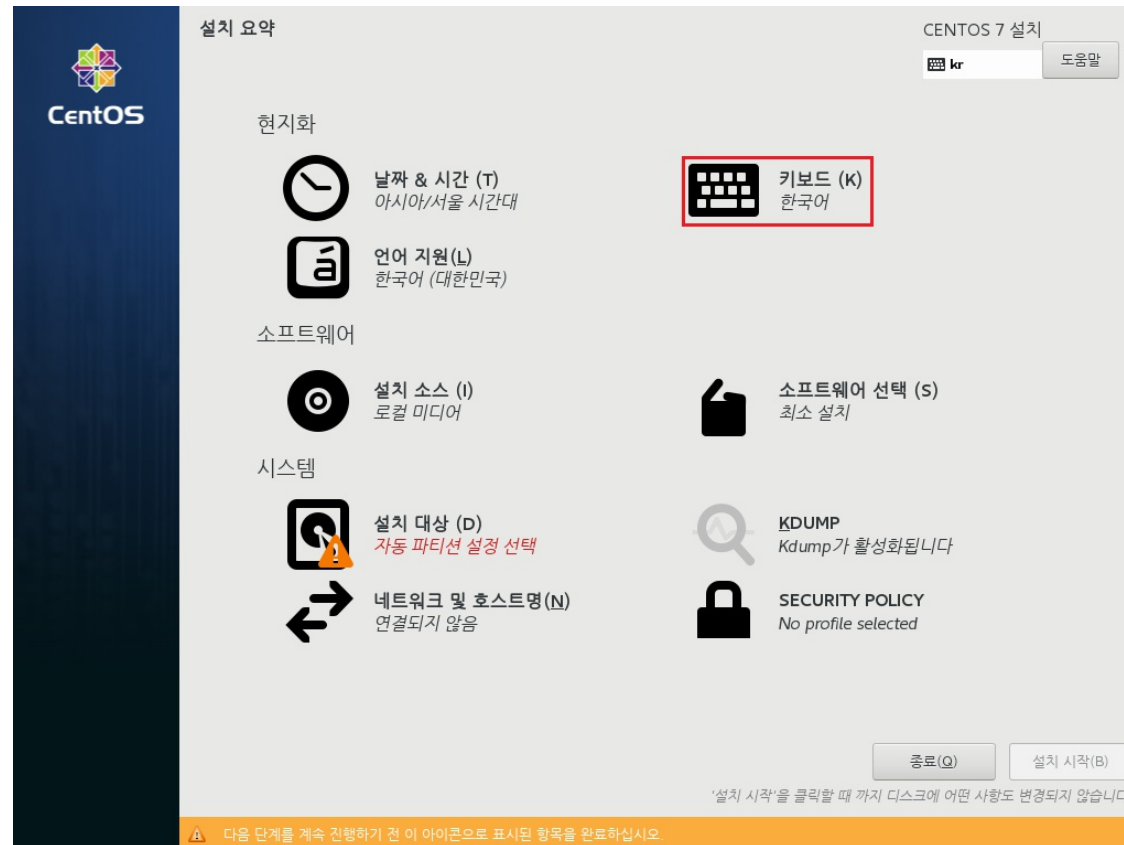 설치 요약
CENTOS 7 설치
kr
도움말
CentOS
현지화
날짜 & 시간 (T)
아시아/서울 시간대
키보드 (K)
한국어
á
언어 지원(L)
한국어 (대한민국)
소프트웨어
설치 소스 (I)
로컬 미디어
소프트웨어 선택 (S)
최소 설치
시스템
설치 대상 (D)
자동 파티션 설정 선택
KDUMP
Kdump가 활성화됩니다
네트워크 및 호스트명(N)
연결되지 않음
SECURITY POLICY
No profile selected
종료(Q)
설치 시작(B)
'설치 시작'을 클릭할 때 까지 디스크에 어떤 사항도 변경되지 않습니다
다음 단계를 계속 진행하기 전 이 아이콘으로 표시된 항목을 완료하십시오.